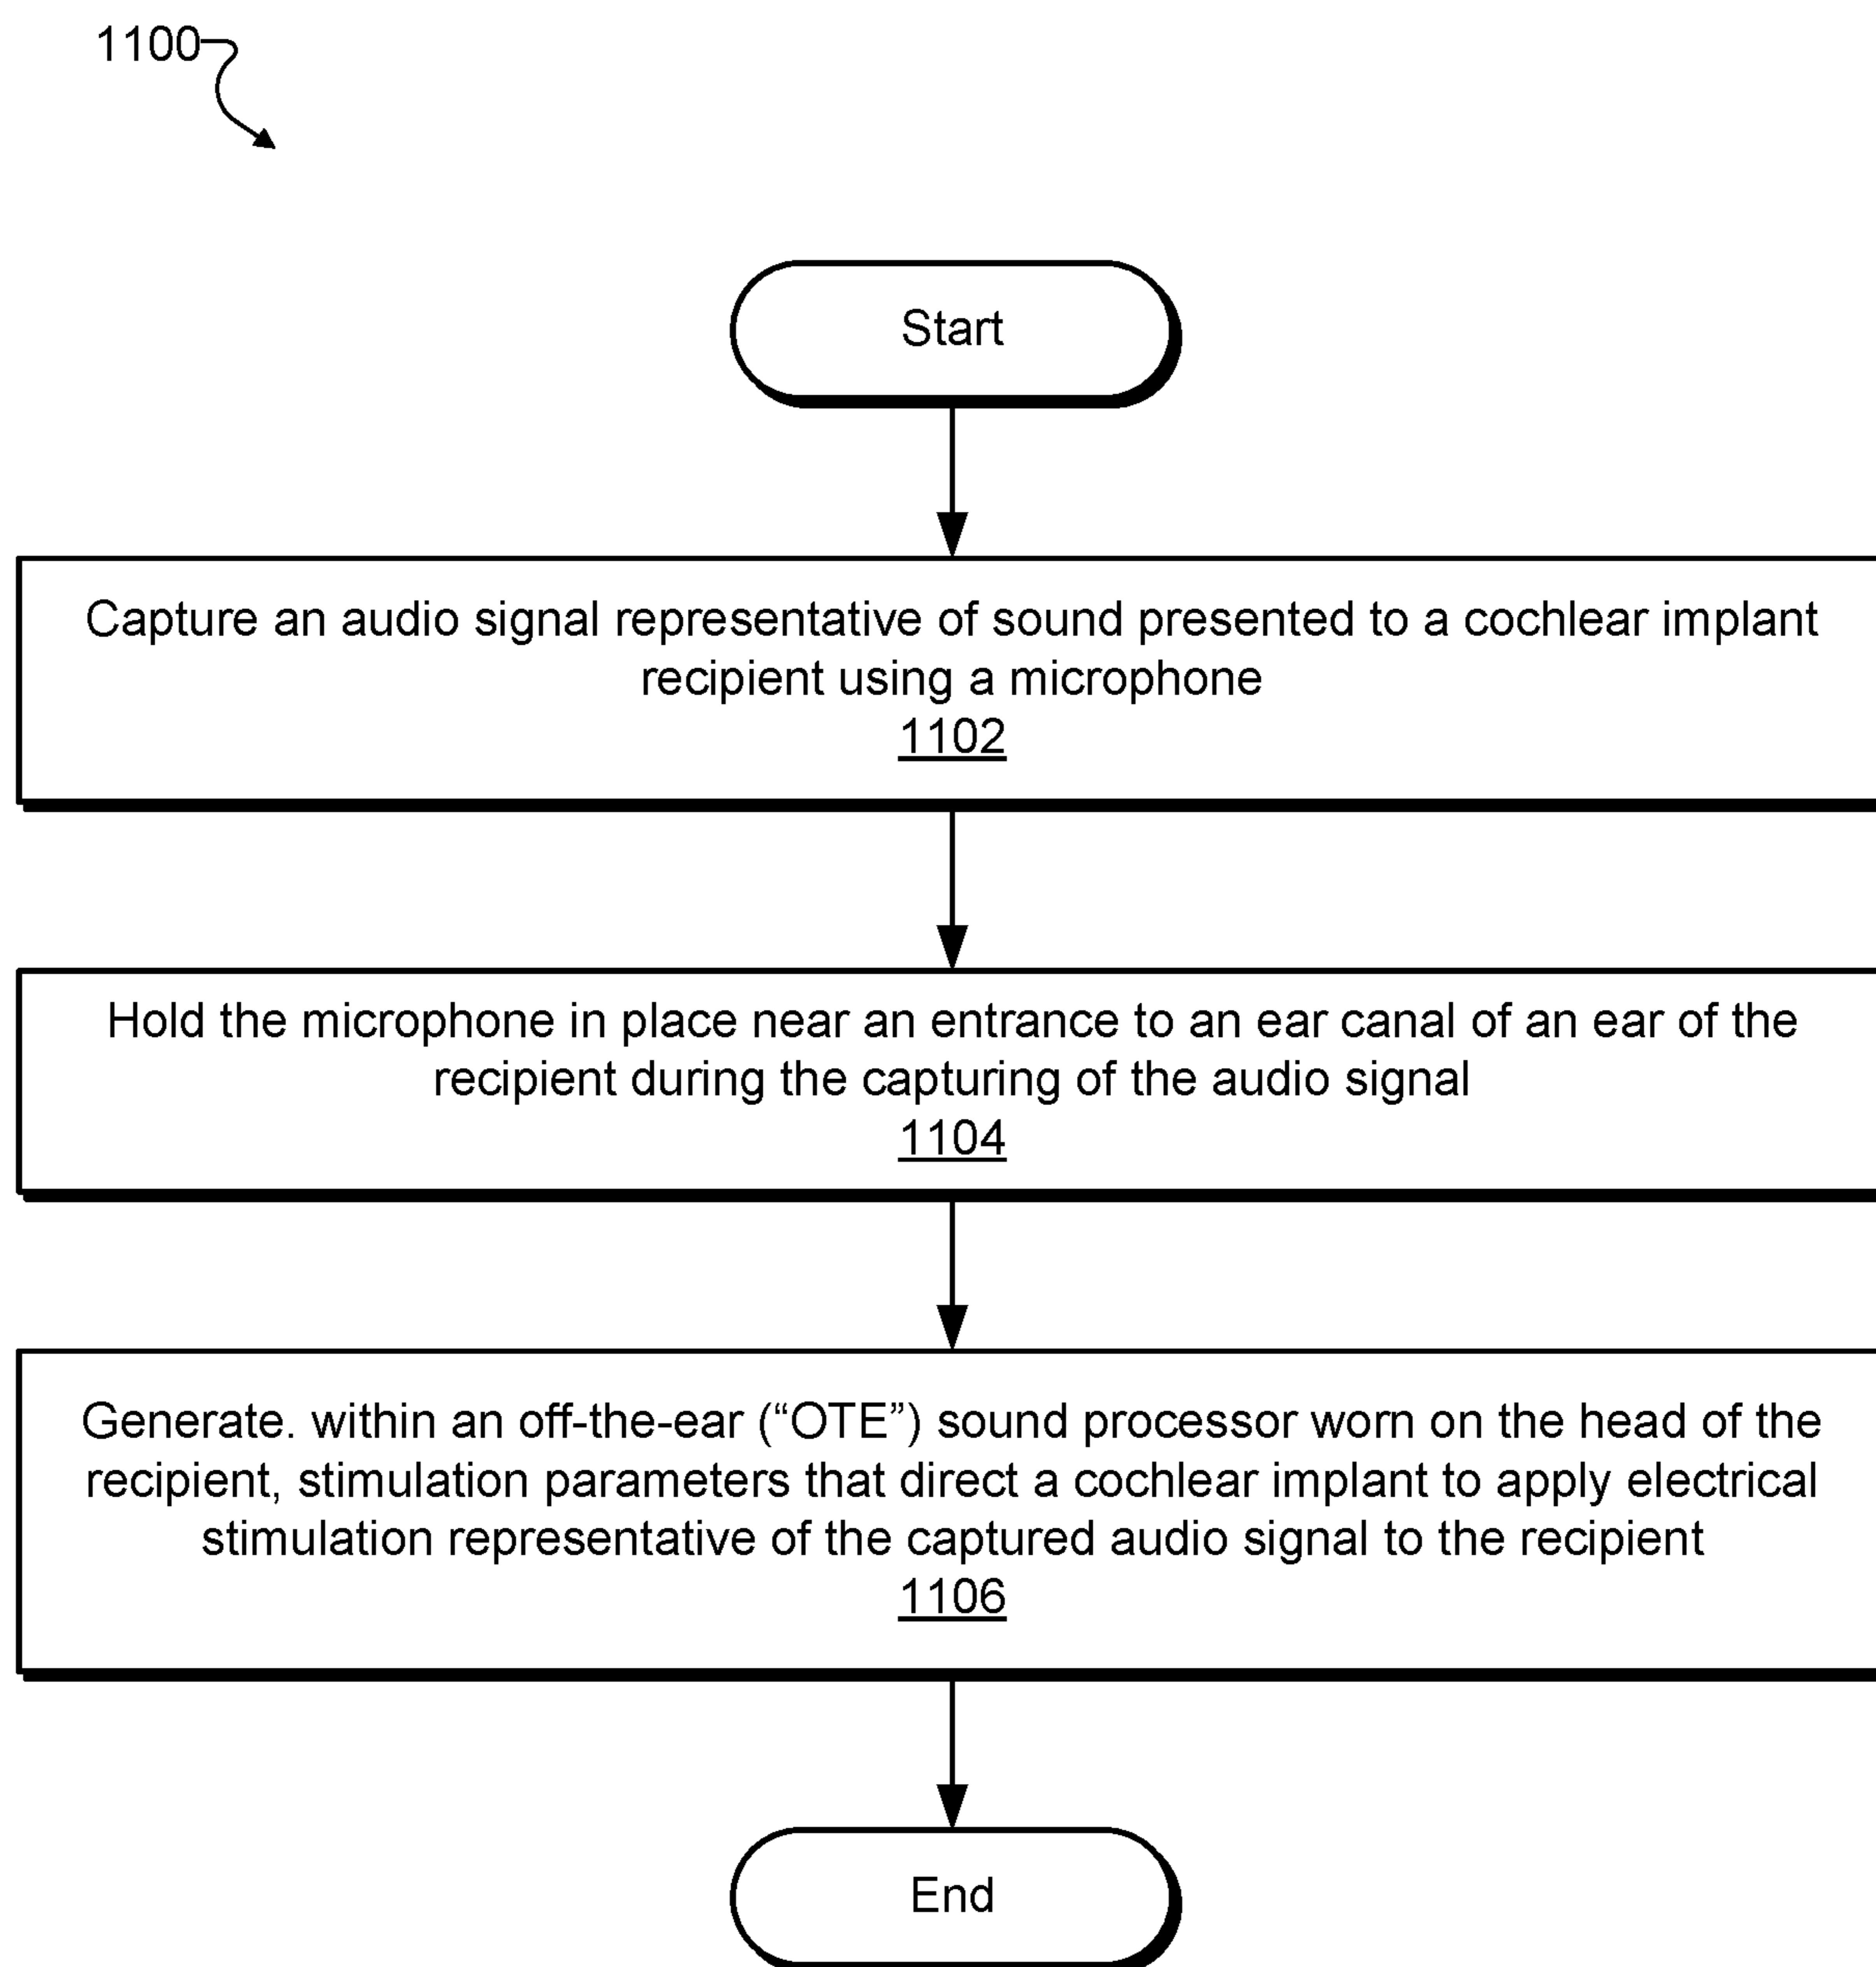 1100
Start
Capture an audio signal representative of sound presented to a cochlear implant
recipient using a microphone
1102
Hold the microphone in place near an entrance to an ear canal of an ear of the
recipient during the capturing of the audio signal
1104
Generate. within an off-the-ear (“OTE”) sound processor worn on the head of the
recipient, stimulation parameters that direct a cochlear implant to apply electrical
stimulation representative of the captured audio signal to the recipient
1106
End